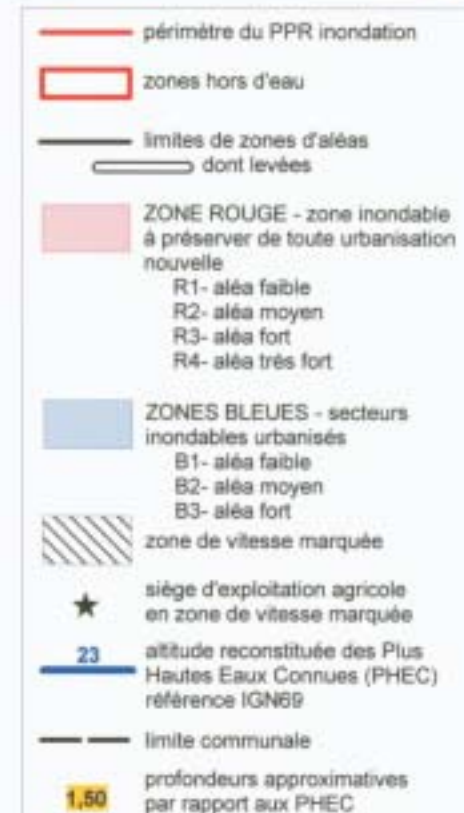 périmètre du PPR inondation
zones hors d'eau
limites de zones d'aléas
dont levées
ZONE ROUGE - zone inondable
à préserver de toute urbanisation
nouvelle
R1- aléa faible
R2- aléa moyen
R3- aléa fort
R4- aléa très fort
ZONES BLEUES - secteurs
inondables urbanisés
B1- aléa faible
B2- aléa moyen
B3- aléa fort
zone de vitesse marquée
siège d'exploitation agricole
en zone de vitesse marquée
23
altitude reconstituée des Plus
Hautes Eaux Connues (PHEC)
référence IGN69
limite communale
1,50
profondeurs approximatives
par rapport aux PHEC